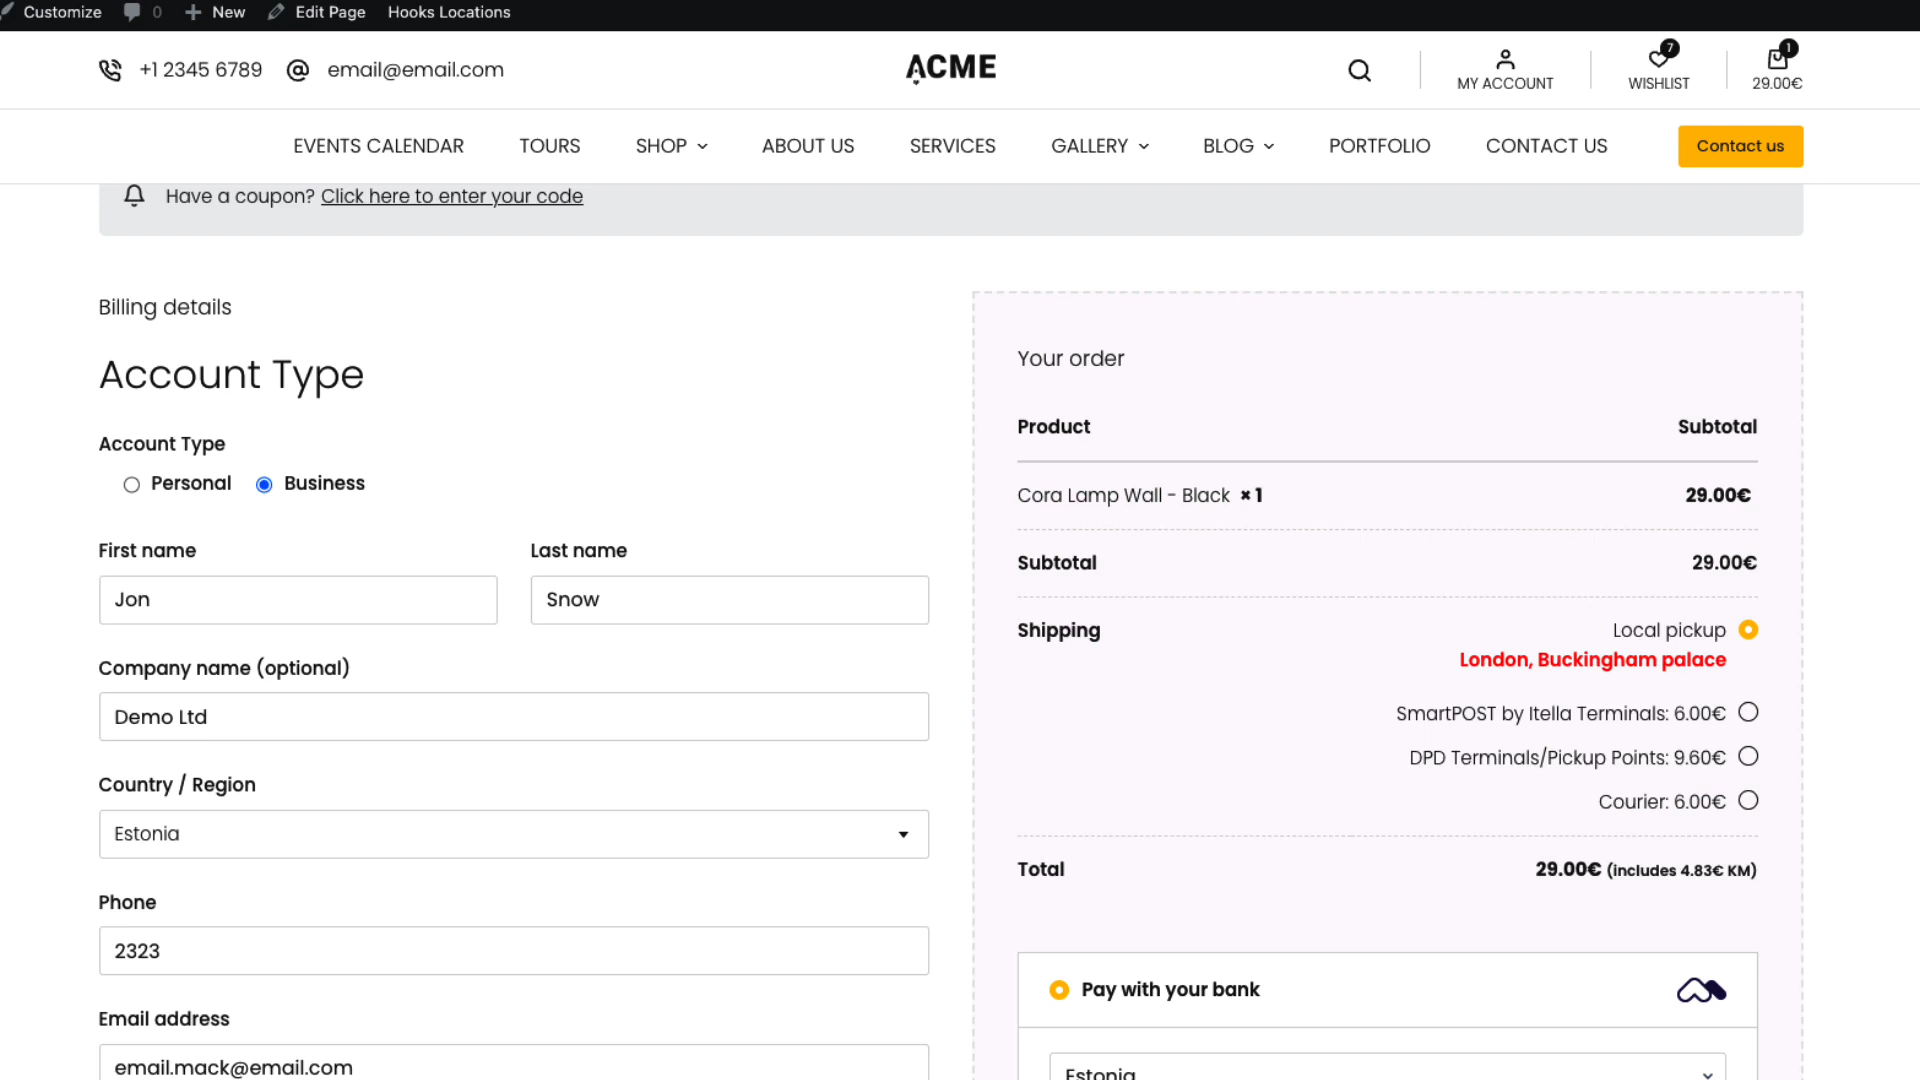 Customize 0 New Edit Page Hooks Locations
+1 2345 6789 email@email.com ACME MY ACCOUNT 7 WISHLIST 1 29.00€
EVENTS CALENDAR TOURS SHOP ABOUT US SERVICES GALLERY BLOG PORTFOLIO CONTACT US Contact us
Have a coupon? Click here to enter your code
Billing details
Account Type
Account Type
Personal Business
First name Last name
Jon Snow
Company name (optional)
Demo Ltd
Country / Region
Estonia
Phone
2323
Email address
email.mack@email.com
Your order
Product Subtotal
Cora Lamp Wall - Black × 1 29.00€
Subtotal 29.00€
Shipping Local pickup
London, Buckingham palace
SmartPOST by Itella Terminals: 6.00€
DPD Terminals/Pickup Points: 9.60€
Courier: 6.00€
Total 29.00€ (includes 4.83€ KM)
Pay with your bank
Estonia